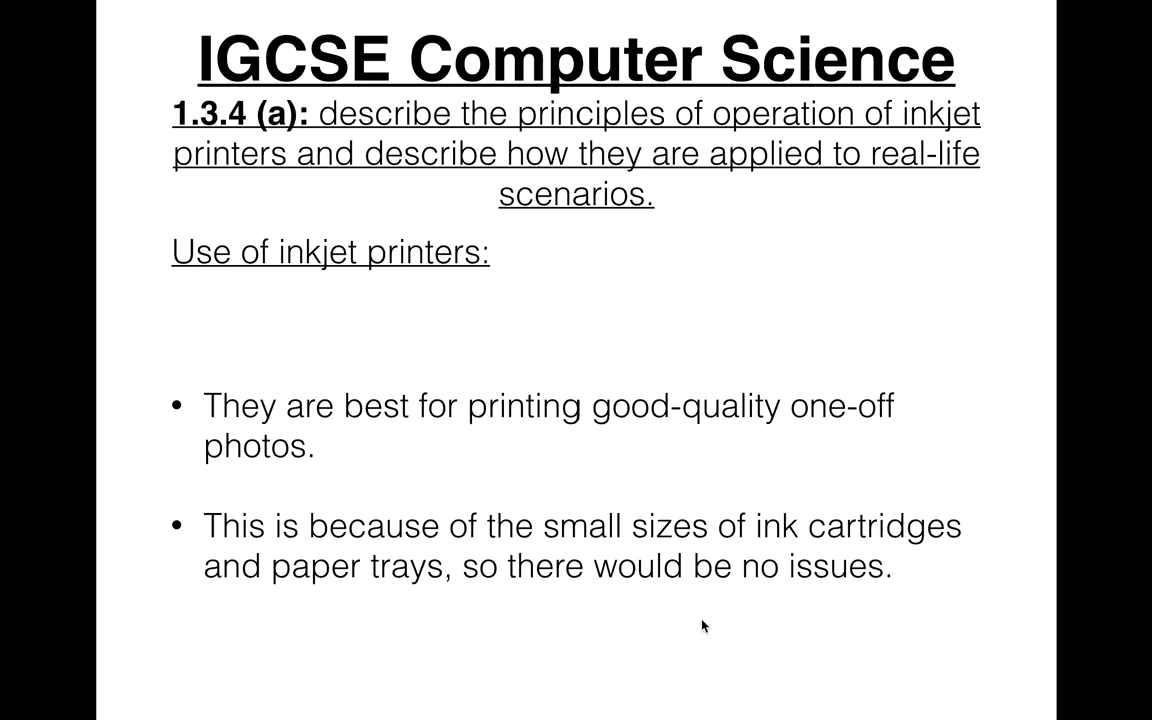 IGCSE Computer Science
1.3.4 (a): describe the principles of operation of inkjet
printers and describe how they are applied to real-life
scenarios.
Use of inkjet printers:
• They are best for printing good-quality one-off
photos.
• This is because of the small sizes of ink cartridges
and paper trays, so there would be no issues.